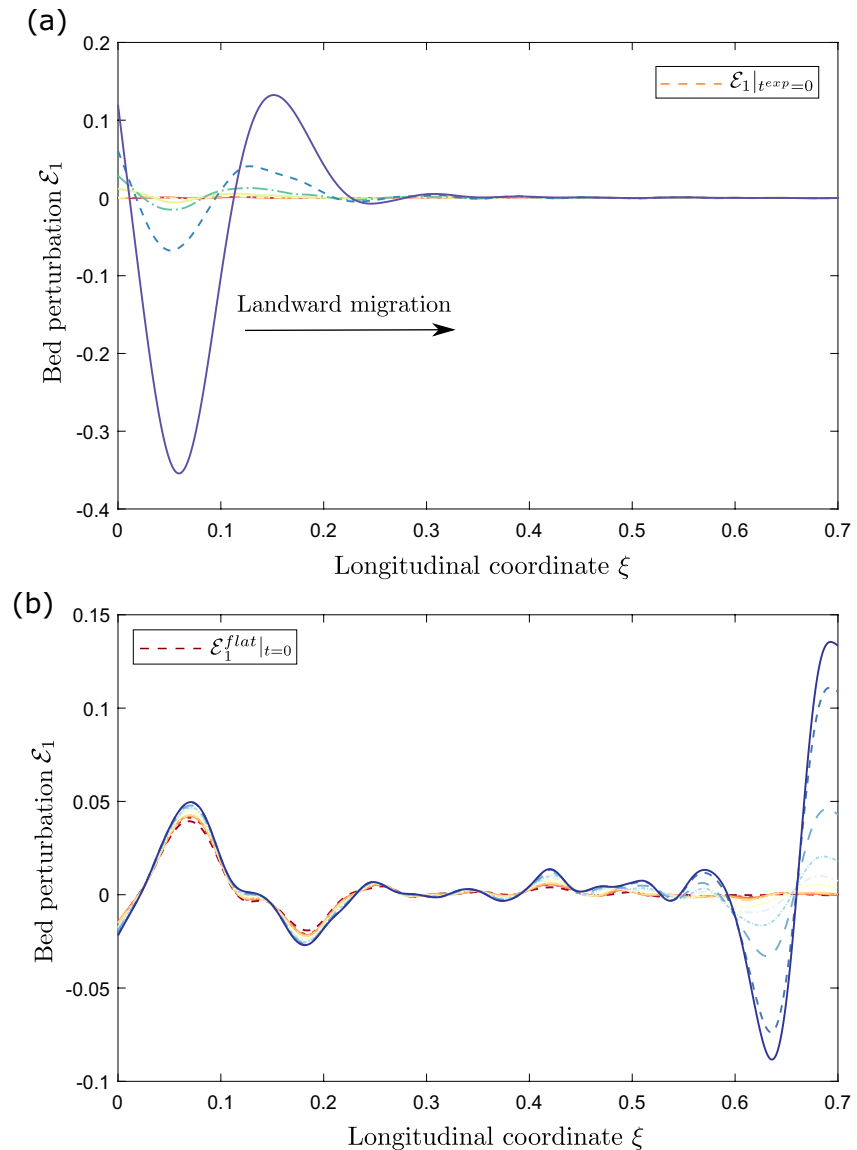 (a)
0.2
0.1
0
-0.1
-0.2
-0.3
-0.4
Bed perturbation ℰ₁
ℰ₁|ₜₑₓₚ₌₀
Landward migration
0 0.1 0.2 0.3 0.4 0.5 0.6 0.7
Longitudinal coordinate ξ
(b)
0.15
0.1
0.05
0
-0.05
-0.1
Bed perturbation ℰ₁
ℰ₁^{flat}|ₜ₌₀
0 0.1 0.2 0.3 0.4 0.5 0.6 0.7
Longitudinal coordinate ξ